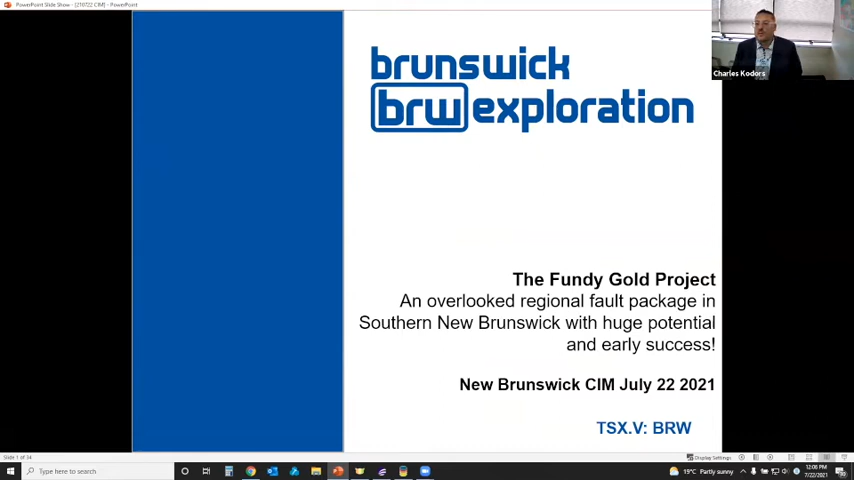 PowerPoint Slide Show - [210722 CIM] - PowerPoint
Charles Kodors
brunswick
brw exploration
The Fundy Gold Project
An overlooked regional fault package in
Southern New Brunswick with huge potential
and early success!
New Brunswick CIM July 22 2021
TSX.V: BRW
Slide 1 of 34
Display Settings
Type here to search
19°C Partly sunny
12:06 PM
7/22/2021